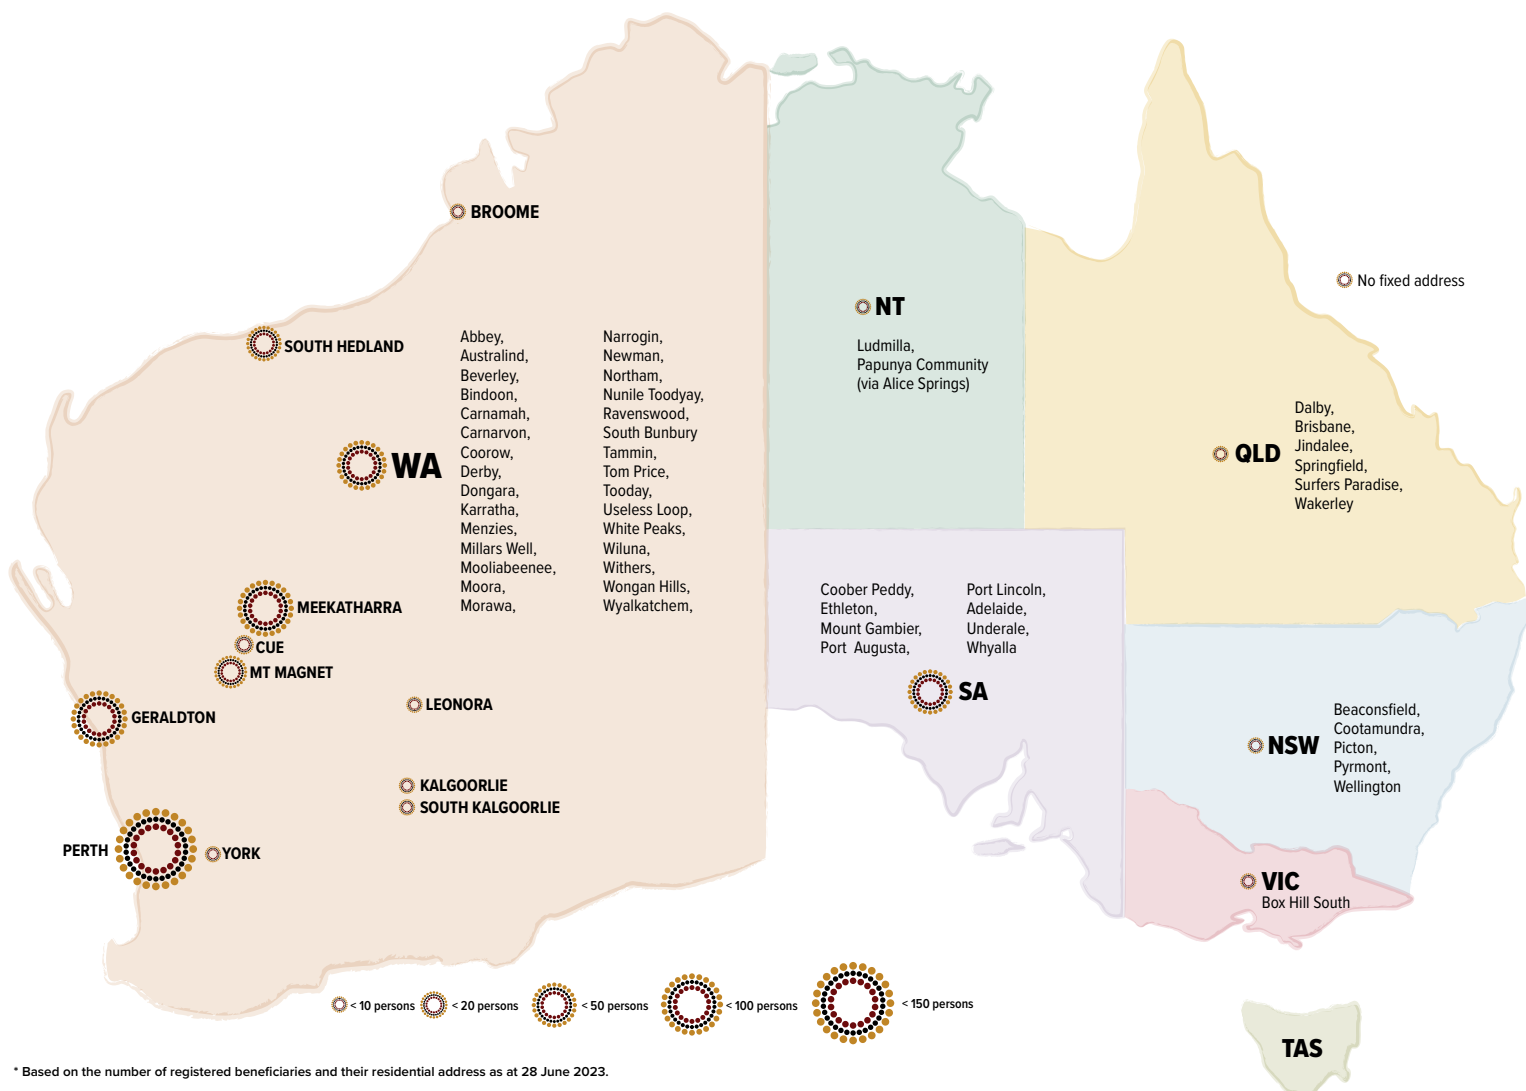 BROOME
SOUTH HEDLAND
WA
Abbey,
Australind,
Beverley,
Bindoon,
Carnamah,
Carnarvon,
Coorow,
Derby,
Dongara,
Karratha,
Menzies,
Millars Well,
Mooliabeenee,
Moora,
Morawa,
Narrogin,
Newman,
Northam,
Nunile Toodyay,
Ravenswood,
South Bunbury
Tammin,
Tom Price,
Tooday,
Useless Loop,
White Peaks,
Wiluna,
Withers,
Wongan Hills,
Wyalkatchem,
MEEKATHARRA
CUE
MT MAGNET
GERALDTON
LEONORA
KALGOORLIE
SOUTH KALGOORLIE
PERTH
YORK
NT
Ludmilla,
Papunya Community
(via Alice Springs)
No fixed address
QLD
Dalby,
Brisbane,
Jindalee,
Springfield,
Surfers Paradise,
Wakerley
Coober Peddy,
Ethleton,
Mount Gambier,
Port Augusta,
Port Lincoln,
Adelaide,
Underale,
Whyalla
SA
NSW
Beaconsfield,
Cootamundra,
Picton,
Pyrmont,
Wellington
VIC
Box Hill South
TAS
< 10 persons
< 20 persons
< 50 persons
< 100 persons
< 150 persons
* Based on the number of registered beneficiaries and their residential address as at 28 June 2023.